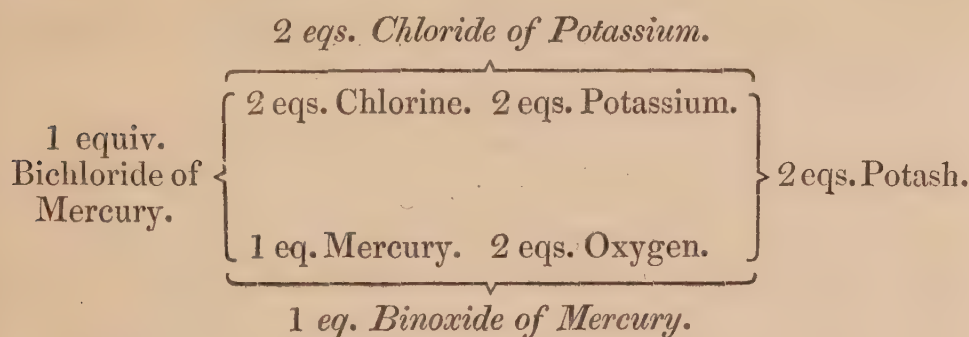 2 eqs. Chloride of Potassium.
2 eqs. Chlorine. 2 eqs. Potassium.
1 equiv.
Bichloride of
Mercury.
2 eqs. Potash.
1 eq. Mercury. 2 eqs. Oxygen.
1 eq. Binoxide of Mercury.